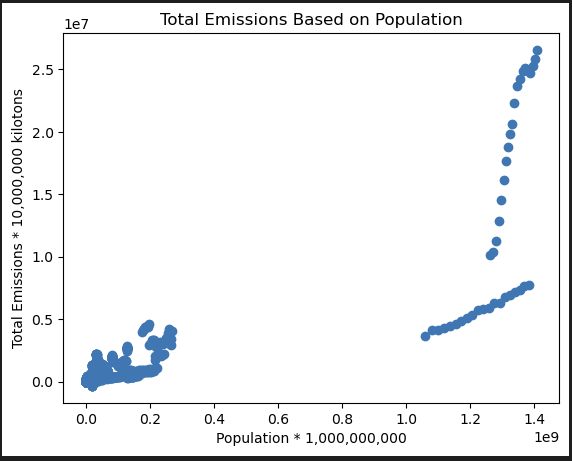 Total Emissions Based on Population
1e7
2.5
2.0
1.5
1.0
0.5
0.0
Total Emissions * 10,000,000 kilotons
0.0 0.2 0.4 0.6 0.8 1.0 1.2 1.4
1e9
Population * 1,000,000,000